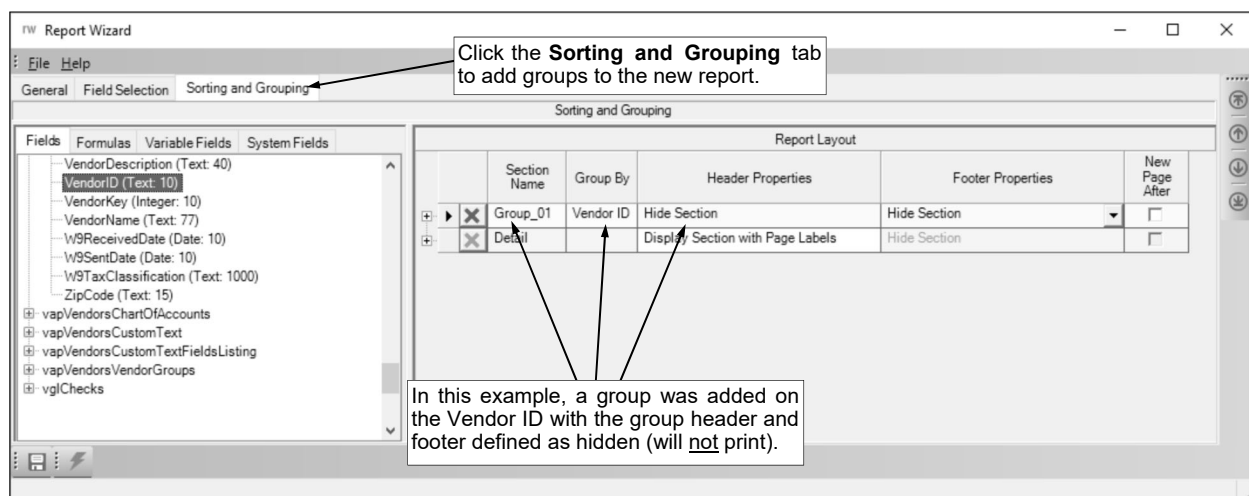 rw Report Wizard
File Help
Click the Sorting and Grouping tab
to add groups to the new report.
General Field Selection Sorting and Grouping
Sorting and Grouping
Fields Formulas Variable Fields System Fields
Report Layout
VendorDescription (Text: 40)
VendorID (Text: 10)
VendorKey (Integer: 10)
VendorName (Text: 77)
W9ReceivedDate (Date: 10)
W9SentDate (Date: 10)
W9TaxClassification (Text: 1000)
ZipCode (Text: 15)
vapVendorsChartOfAccounts
vapVendorsCustomText
vapVendorsCustomTextFieldsListing
vapVendorsVendorGroups
vglChecks
Section
Name
Group By
Header Properties
Footer Properties
New
Page
After
Group_01 Vendor ID Hide Section Hide Section
Detail Display Section with Page Labels Hide Section
In this example, a group was added on
the Vendor ID with the group header and
footer defined as hidden (will not print).